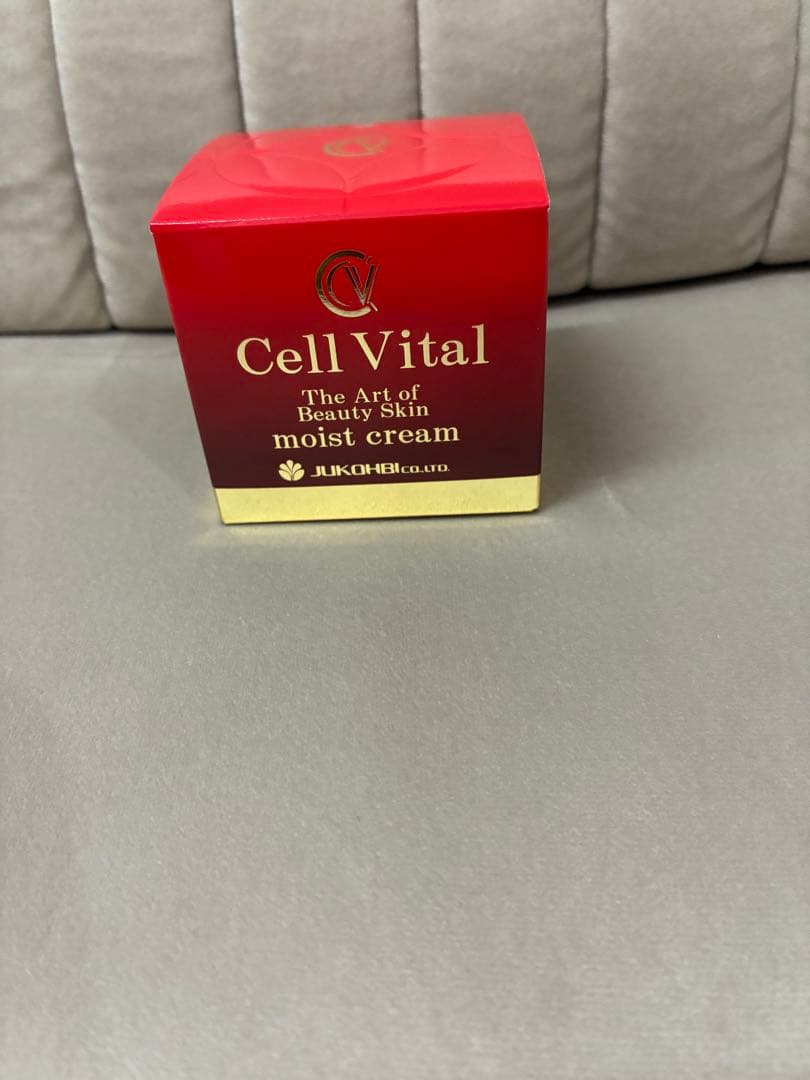 CV
Cell Vital
The Art of
Beauty Skin
moist cream
JUKOHBI CO.,LTD.